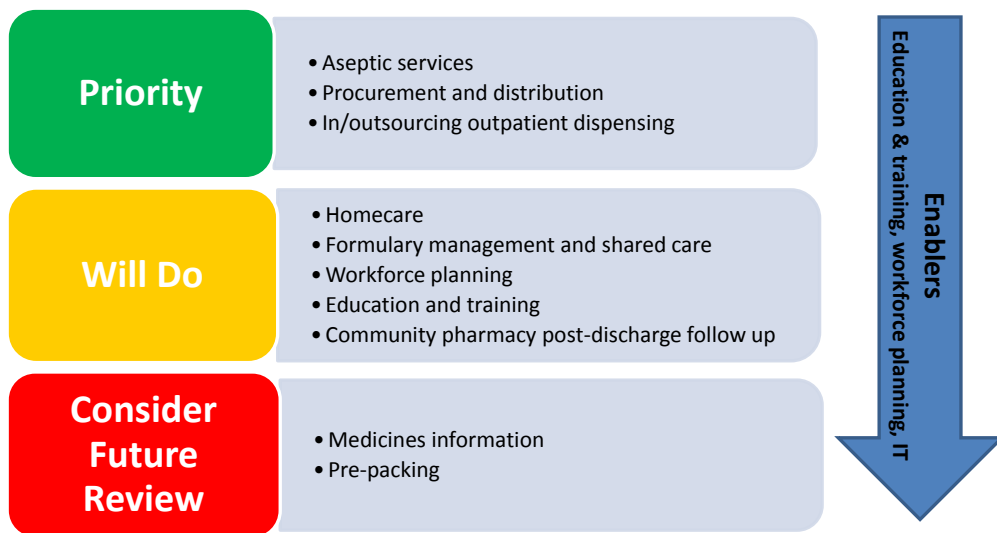 Priority
• Aseptic services
• Procurement and distribution
• In/outsourcing outpatient dispensing
Will Do
• Homecare
• Formulary management and shared care
• Workforce planning
• Education and training
• Community pharmacy post-discharge follow up
Consider
Future
Review
• Medicines information
• Pre-packing
Enablers
Education & training, workforce planning, IT